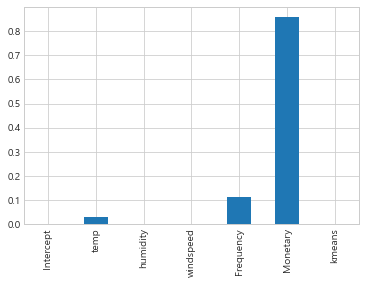 0.8
0.7
0.6
0.5
0.4
0.3
0.2
0.1
0.0
Intercept
temp
humidity
windspeed
Frequency
Monetary
kmeans